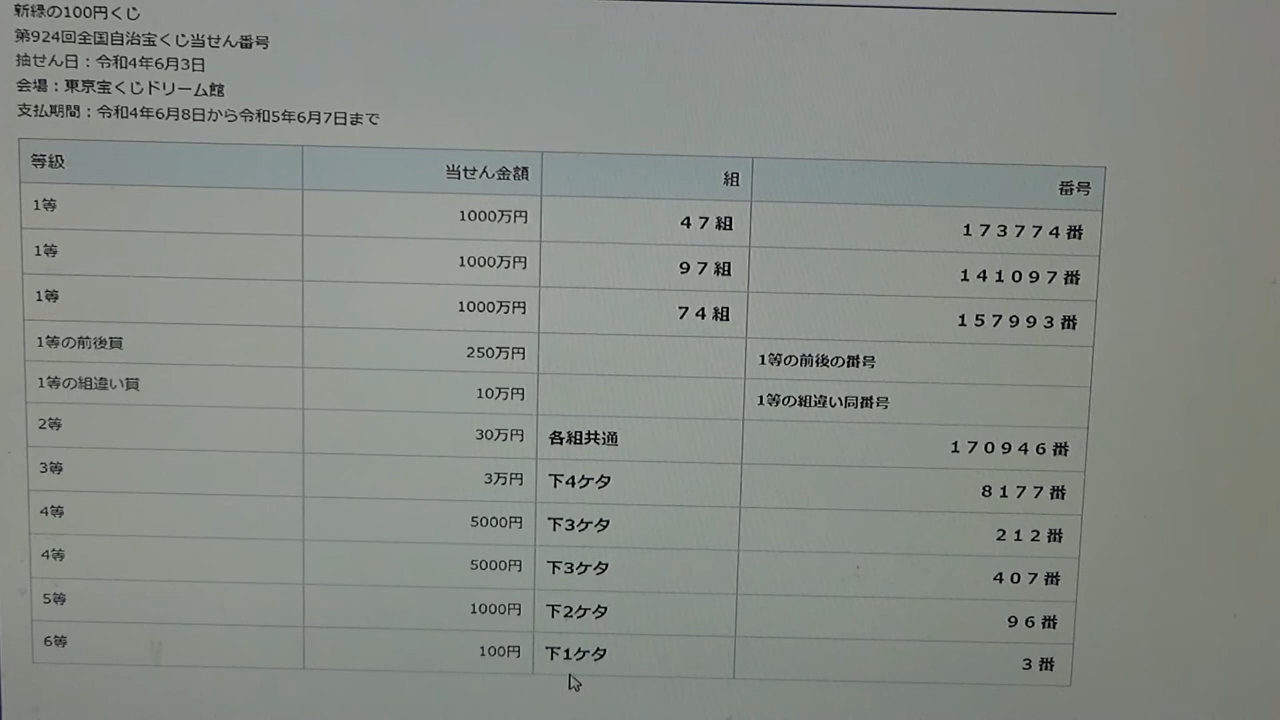 新緑の100円くじ
第924回全国自治宝くじ当せん番号
抽せん日：令和4年6月3日
会場：東京宝くじドリーム館
支払期間：令和4年6月8日から令和5年6月7日まで
等級 当せん金額 組 番号
1等 1000万円 47組 173774番
1等 1000万円 97組 141097番
1等 1000万円 74組 157993番
1等の前後賞 250万円 1等の前後の番号
1等の組違い賞 10万円 1等の組違い同番号
2等 30万円 各組共通 170946番
3等 3万円 下4ケタ 8177番
4等 5000円 下3ケタ 212番
4等 5000円 下3ケタ 407番
5等 1000円 下2ケタ 96番
6等 100円 下1ケタ 3番